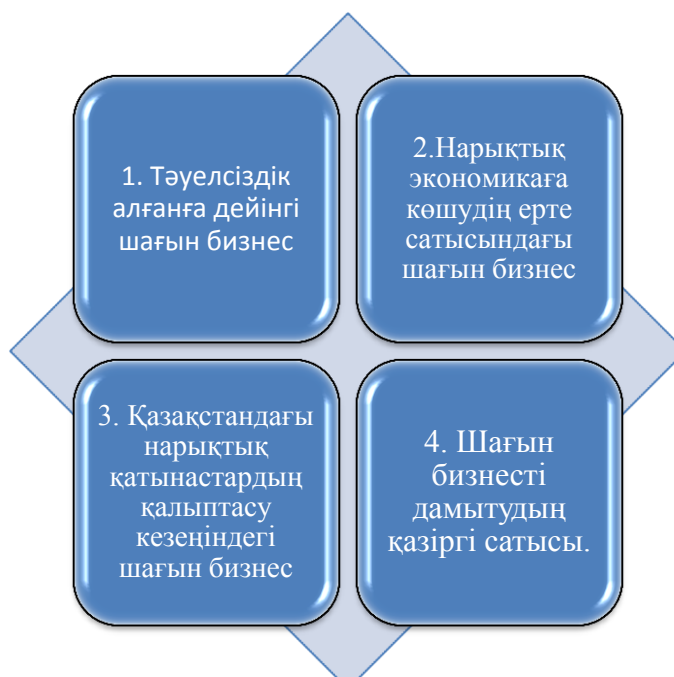 1. Тәуелсіздік
алғанға дейінгі
шағын бизнес
2.Нарықтық
экономикаға
көшудің ерте
сатысындағы
шағын бизнес
3. Қазақстандағы
нарықтық
қатынастардың
қалыптасу
кезеңіндегі
шағын бизнес
4. Шағын
бизнесті
дамытудың
қазіргі сатысы.